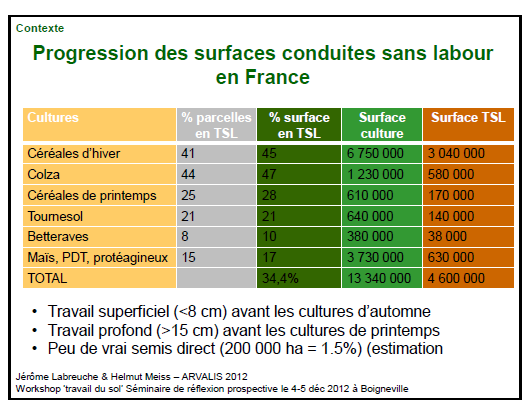 Contexte
Progression des surfaces conduites sans labour
en France
Cultures % parcelles en TSL % surface en TSL Surface culture Surface TSL
Céréales d'hiver 41 45 6 750 000 3 040 000
Colza 44 47 1 230 000 580 000
Céréales de printemps 25 28 610 000 170 000
Tournesol 21 21 640 000 140 000
Betteraves 8 10 380 000 38 000
Maïs, PDT, protéagineux 15 17 3 730 000 630 000
TOTAL 34,4% 13 340 000 4 600 000
• Travail superficiel (<8 cm) avant les cultures d'automne
• Travail profond (>15 cm) avant les cultures de printemps
• Peu de vrai semis direct (200 000 ha = 1.5%) (estimation
Jérôme Labreuche & Helmut Meiss – ARVALIS 2012
Workshop 'travail du sol' Séminaire de réflexion prospective le 4-5 déc 2012 à Boigneville